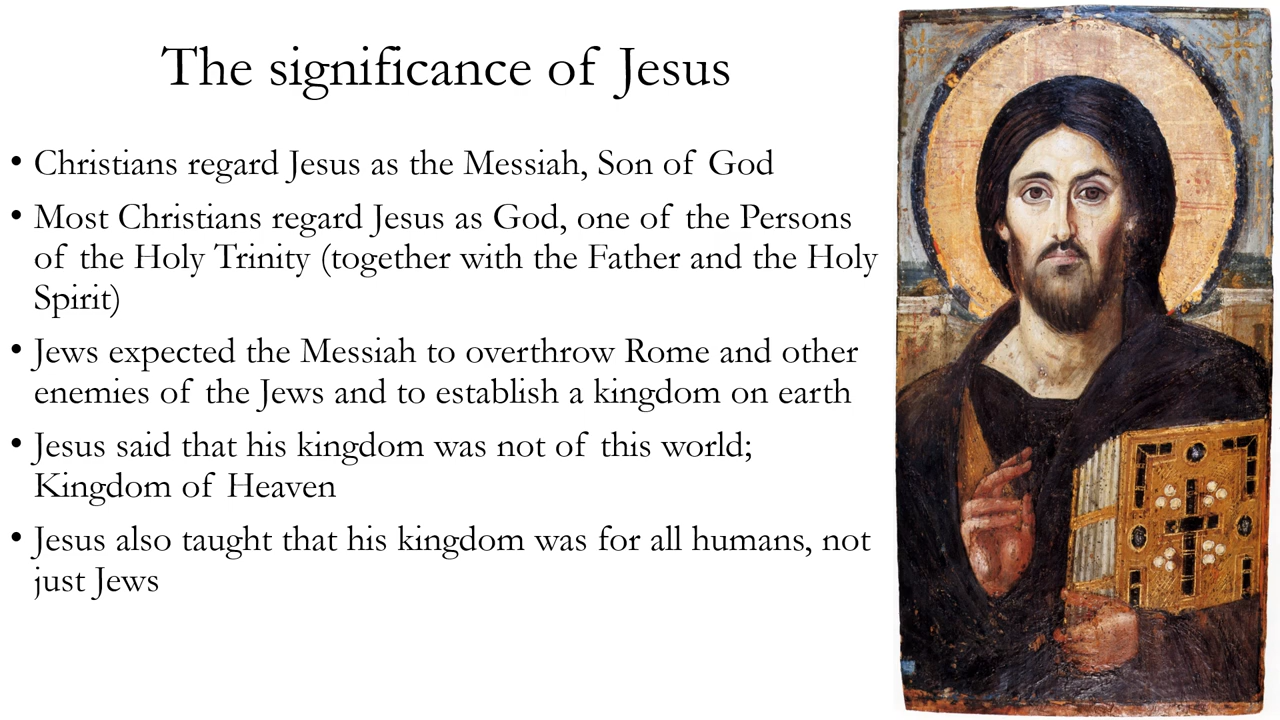 The significance of Jesus
• Christians regard Jesus as the Messiah, Son of God
• Most Christians regard Jesus as God, one of the Persons
of the Holy Trinity (together with the Father and the Holy
Spirit)
• Jews expected the Messiah to overthrow Rome and other
enemies of the Jews and to establish a kingdom on earth
• Jesus said that his kingdom was not of this world;
Kingdom of Heaven
• Jesus also taught that his kingdom was for all humans, not
just Jews